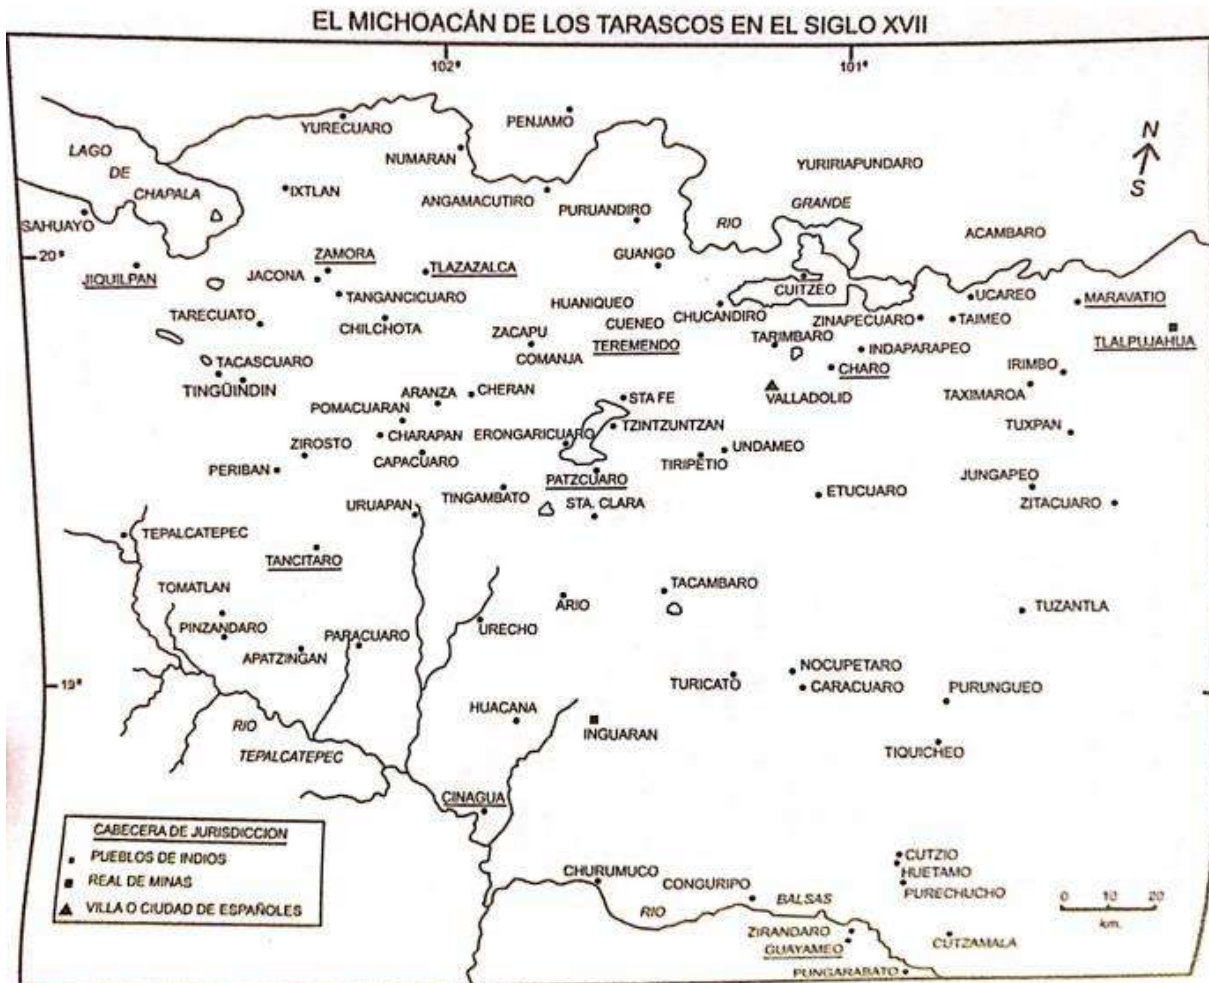 EL MICHOACÁN DE LOS TARASCOS EN EL SIGLO XVII
102º
101º
PENJAMO
YURECUARO
N
LAGO
DE
CHAPALA
NUMARAN
YURIRIAPUNDARO
S
IXTLAN
ANGAMACUTIRO
PURUANDIRO
RIO
GRANDE
SAHUAYO
ACAMBARO
20º
ZAMORA
GUANGO
JIQUILPAN
JACONA
TLAZAZALCA
CUITZEO
TANGANCICUARO
HUANIQUEO
UCAREO
MARAVATIO
TARECUATO
CHILCHOTA
ZACAPU
CUENEO
CHUCANDIRO
ZINAPECUARO
TAIMEO
TEREMENDO
TARIMBARO
TLALPUJAHUA
COMANJA
INDAPARAPEO
TACASCUARO
CHARO
IRIMBO
TINGÜINDIN
ARANZA
CHERAN
STA FE
VALLADOLID
TAXIMAROA
POMACUARAN
CHARAPAN
ERONGARICUARO
TZINTZUNTZAN
TUXPAN
ZIROSTO
UNDAMEO
PERIBAN
CAPACUARO
TIRIPETIO
PATZCUARO
JUNGAPEO
TINGAMBATO
ETUCUARO
URUAPAN
STA. CLARA
ZITACUARO
TEPALCATEPEC
TANCITARO
TOMATLAN
TACAMBARO
ARIO
TUZANTLA
PINZANDARO
PARACUARO
URECHO
APATZINGAN
NOCUPETARO
19º
TURICATO
CARACUARO
PURUNGUEO
HUACANA
RIO
TEPALCATEPEC
INGUARAN
TIQUICHEO
CINAGUA
CABECERA DE JURISDICCION
PUEBLOS DE INDIOS
REAL DE MINAS
VILLA O CIUDAD DE ESPAÑOLES
CUTZIO
CHURUMUCO
CONGURIPO
HUETAMO
PURECHUCHO
0 10 20
km.
RIO
BALSAS
ZIRANDARO
GUAYAMEO
CUTZAMALA
PUNGARABATO